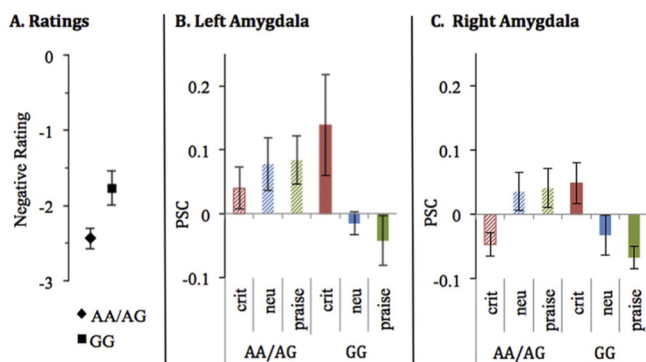 A. Ratings
0
-1
-2
-3
Negative Rating
AA/AG
GG
B. Left Amygdala
0.2
0.1
0
-0.1
PSC
crit
neu
praise
crit
neu
praise
AA/AG
GG
C. Right Amygdala
0.2
0.1
0
-0.1
PSC
crit
neu
praise
crit
neu
praise
AA/AG
GG